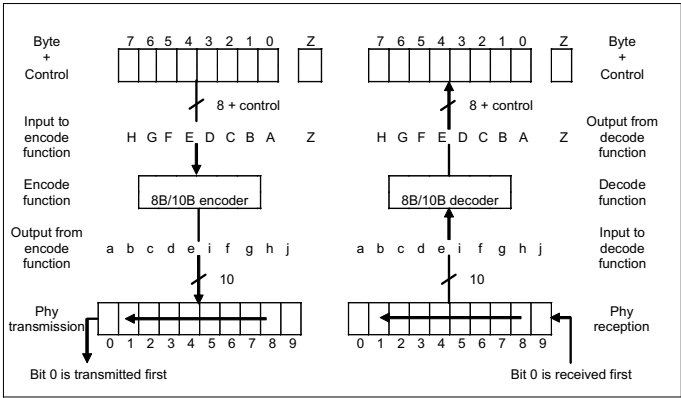 Byte
+
Control
7 6 5 4 3 2 1 0 Z
7 6 5 4 3 2 1 0 Z
Byte
+
Control
8 + control
8 + control
Input to
encode
function
H G F E D C B A Z
H G F E D C B A Z
Output from
decode
function
Encode
function
8B/10B encoder
8B/10B decoder
Decode
function
Output from
encode
function
a b c d e i f g h j
a b c d e i f g h j
Input to
decode
function
10
10
Phy
transmission
0 1 2 3 4 5 6 7 8 9
0 1 2 3 4 5 6 7 8 9
Phy
reception
Bit 0 is transmitted first
Bit 0 is received first